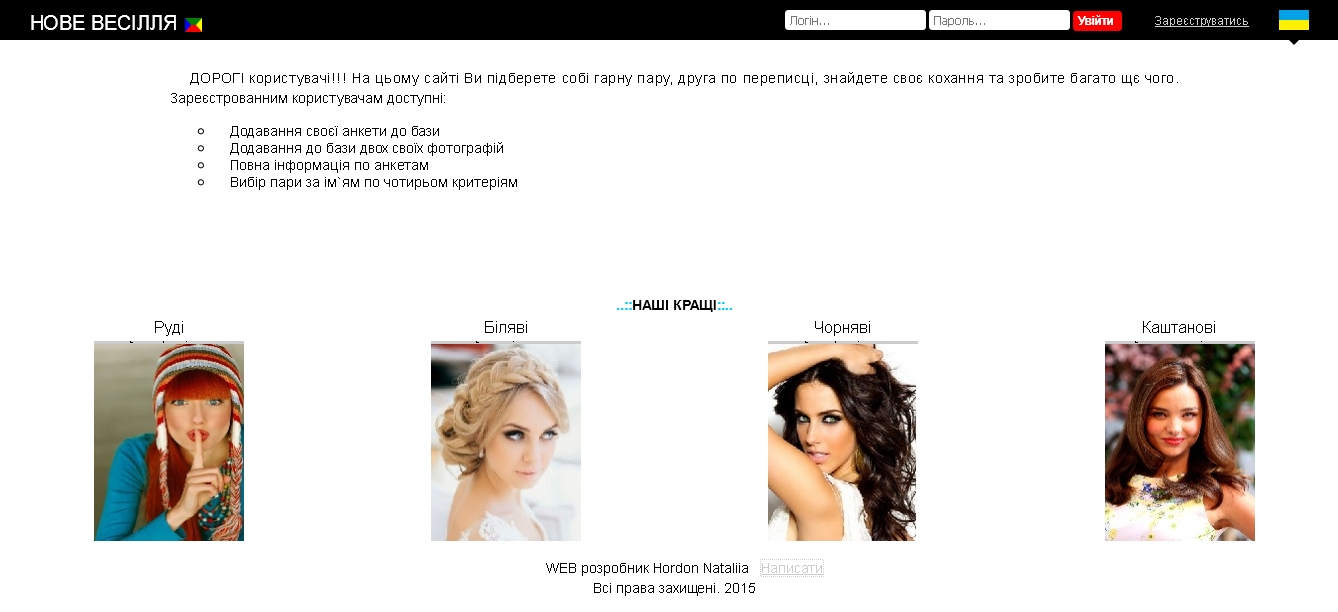 НОВЕ ВЕСІЛЛЯ
Логін... Пароль... Увійти Зареєструватись
ДОРОГІ користувачі!!! На цьому сайті Ви підберете собі гарну пару, друга по переписці, знайдете своє кохання та зробите багато щє чого.
Зареєстрованним користувачам доступні:
Додавання своєї анкети до бази
Додавання до бази двох своїх фотографій
Повна інформація по анкетам
Вибір пари за ім`ям по чотирьом критеріям
..::НАШІ КРАЩІ::..
Руді Біляві Чорняві Каштанові
WEB розробник Hordon Nataliia Написати
Всі права захищені. 2015